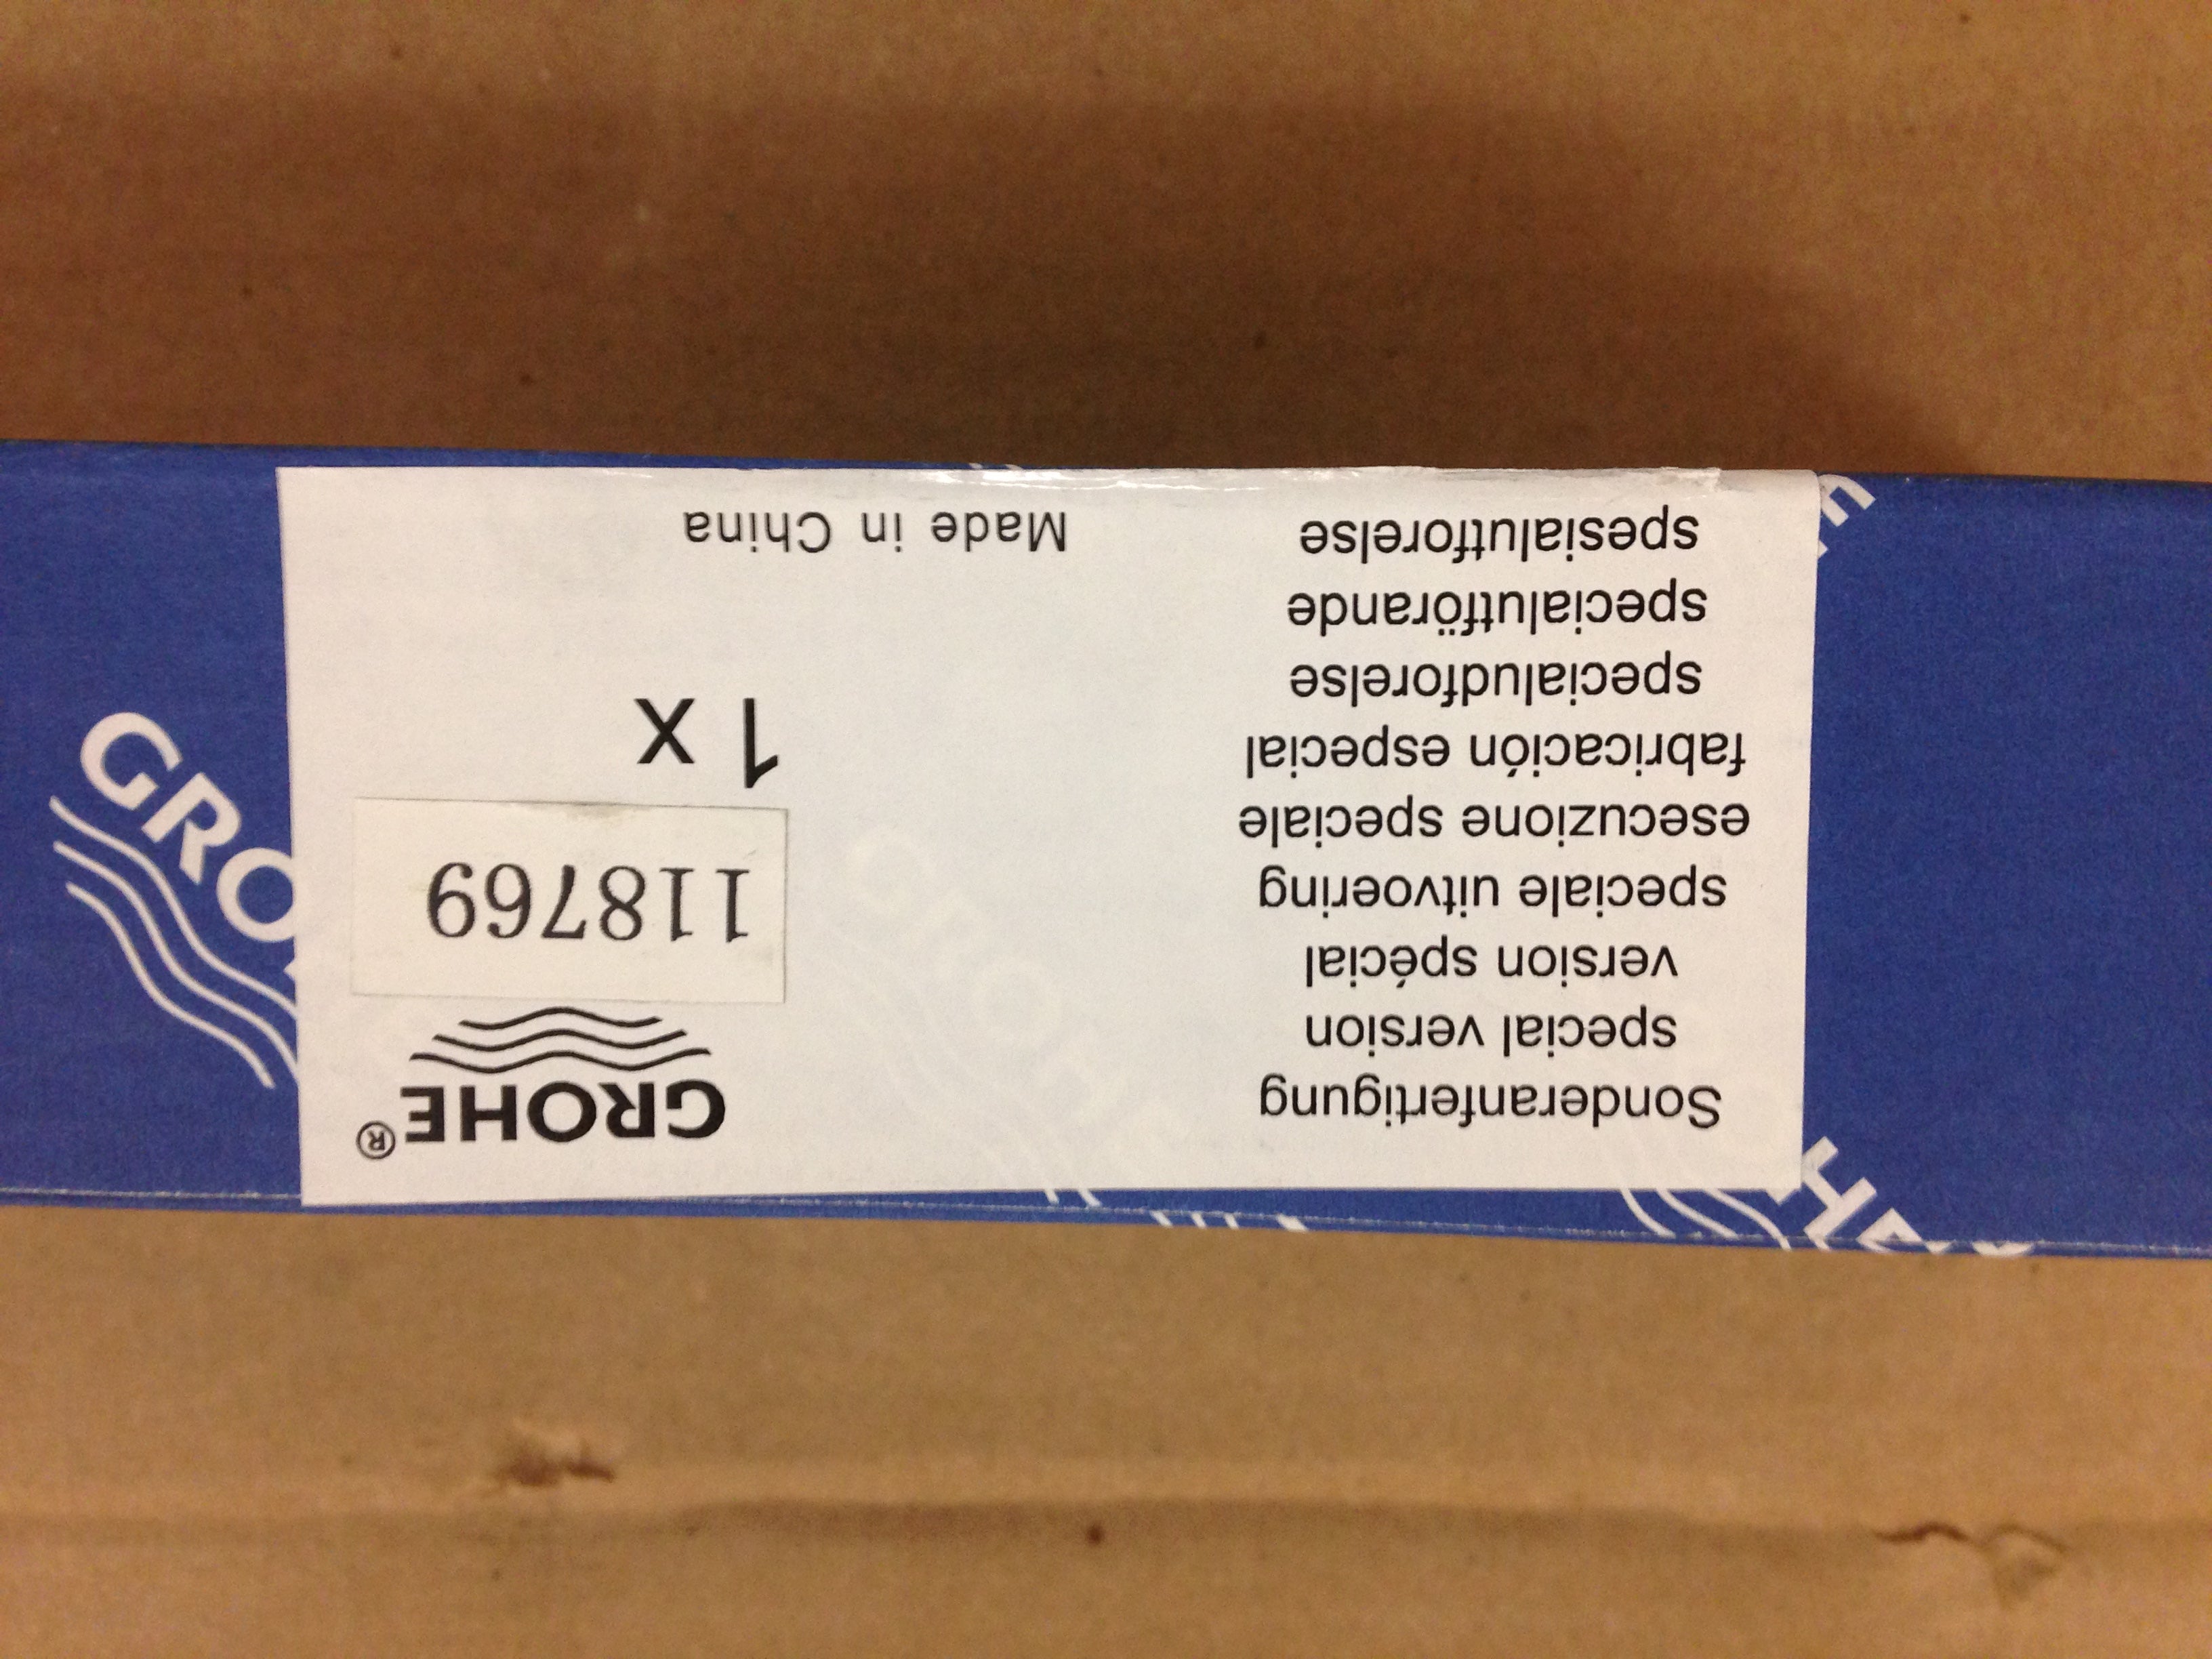 Sonderanfertigung
special version
version spécial
speciale uitvoering
esecuzione speciale
fabricación especial
specialudforelse
specialutförande
spesialutforelse
GROHE®
118769
1 x
Made in China
GRO